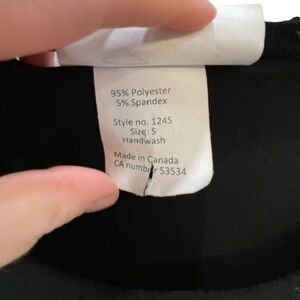 95% Polyester
5% Spandex
Style no. 1245
Size: S
Handwash
Made in Canada
CA number 53534